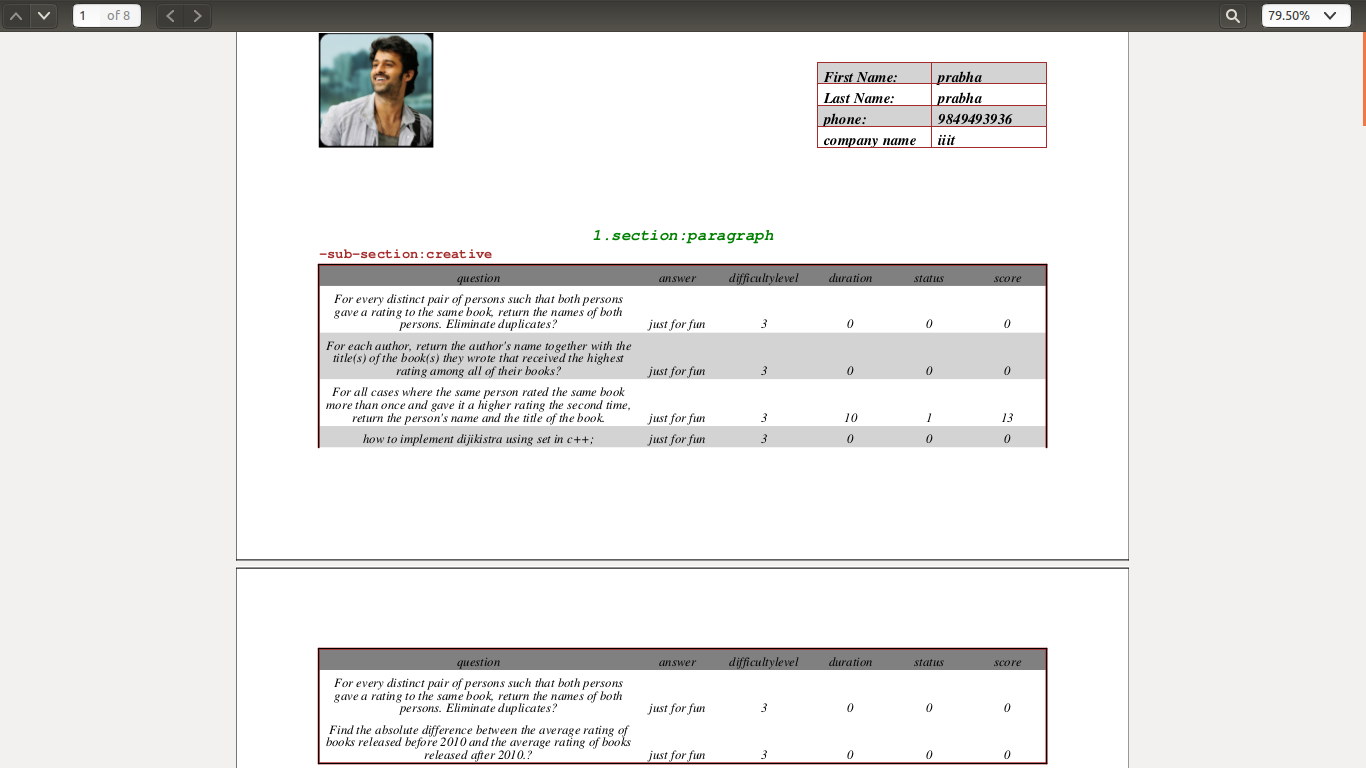 1 of 8 79.50%
First Name: prabha
Last Name: prabha
phone: 9849493936
company name iiit
1.section:paragraph
-sub-section:creative
question answer difficultylevel duration status score
For every distinct pair of persons such that both persons
gave a rating to the same book, return the names of both
persons. Eliminate duplicates? just for fun 3 0 0 0
For each author, return the author's name together with the
title(s) of the book(s) they wrote that received the highest
rating among all of their books? just for fun 3 0 0 0
For all cases where the same person rated the same book
more than once and gave it a higher rating the second time,
return the person's name and the title of the book. just for fun 3 10 1 13
how to implement dijikistra using set in c++; just for fun 3 0 0 0
question answer difficultylevel duration status score
For every distinct pair of persons such that both persons
gave a rating to the same book, return the names of both
persons. Eliminate duplicates? just for fun 3 0 0 0
Find the absolute difference between the average rating of
books released before 2010 and the average rating of books
released after 2010.? just for fun 3 0 0 0